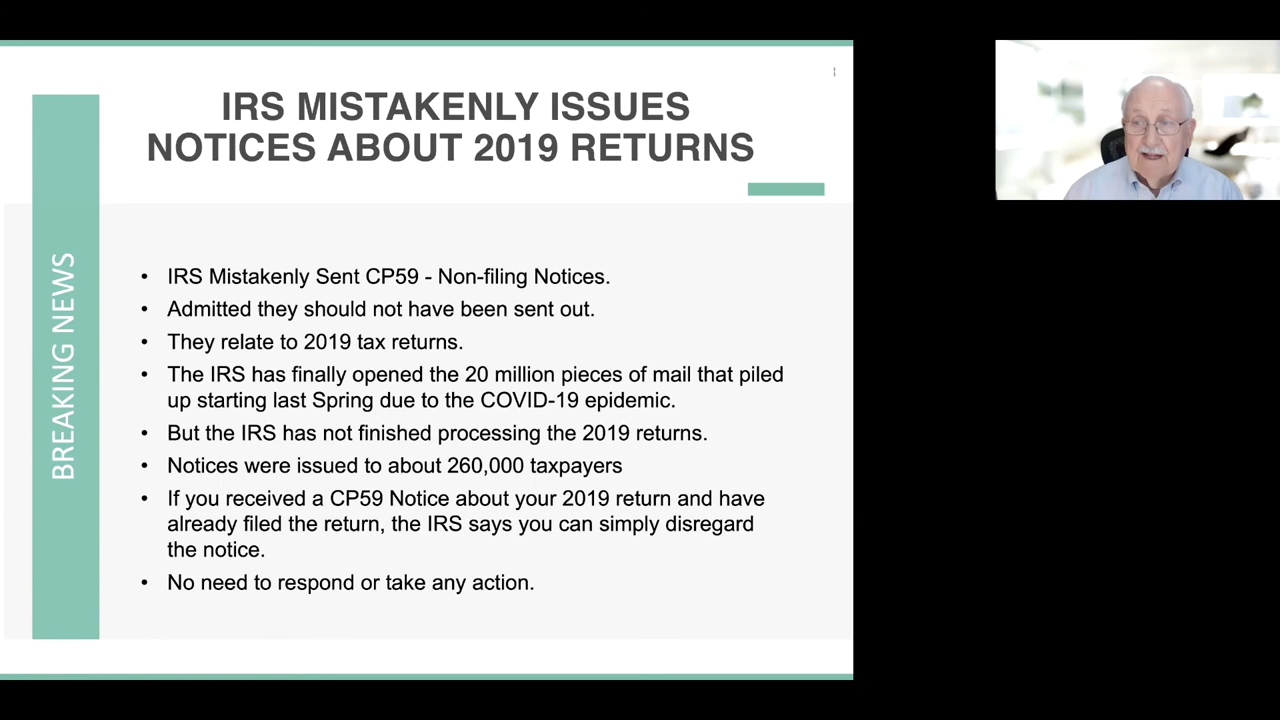 IRS MISTAKENLY ISSUES
NOTICES ABOUT 2019 RETURNS
BREAKING NEWS
• IRS Mistakenly Sent CP59 - Non-filing Notices.
• Admitted they should not have been sent out.
• They relate to 2019 tax returns.
• The IRS has finally opened the 20 million pieces of mail that piled
up starting last Spring due to the COVID-19 epidemic.
• But the IRS has not finished processing the 2019 returns.
• Notices were issued to about 260,000 taxpayers
• If you received a CP59 Notice about your 2019 return and have
already filed the return, the IRS says you can simply disregard
the notice.
• No need to respond or take any action.